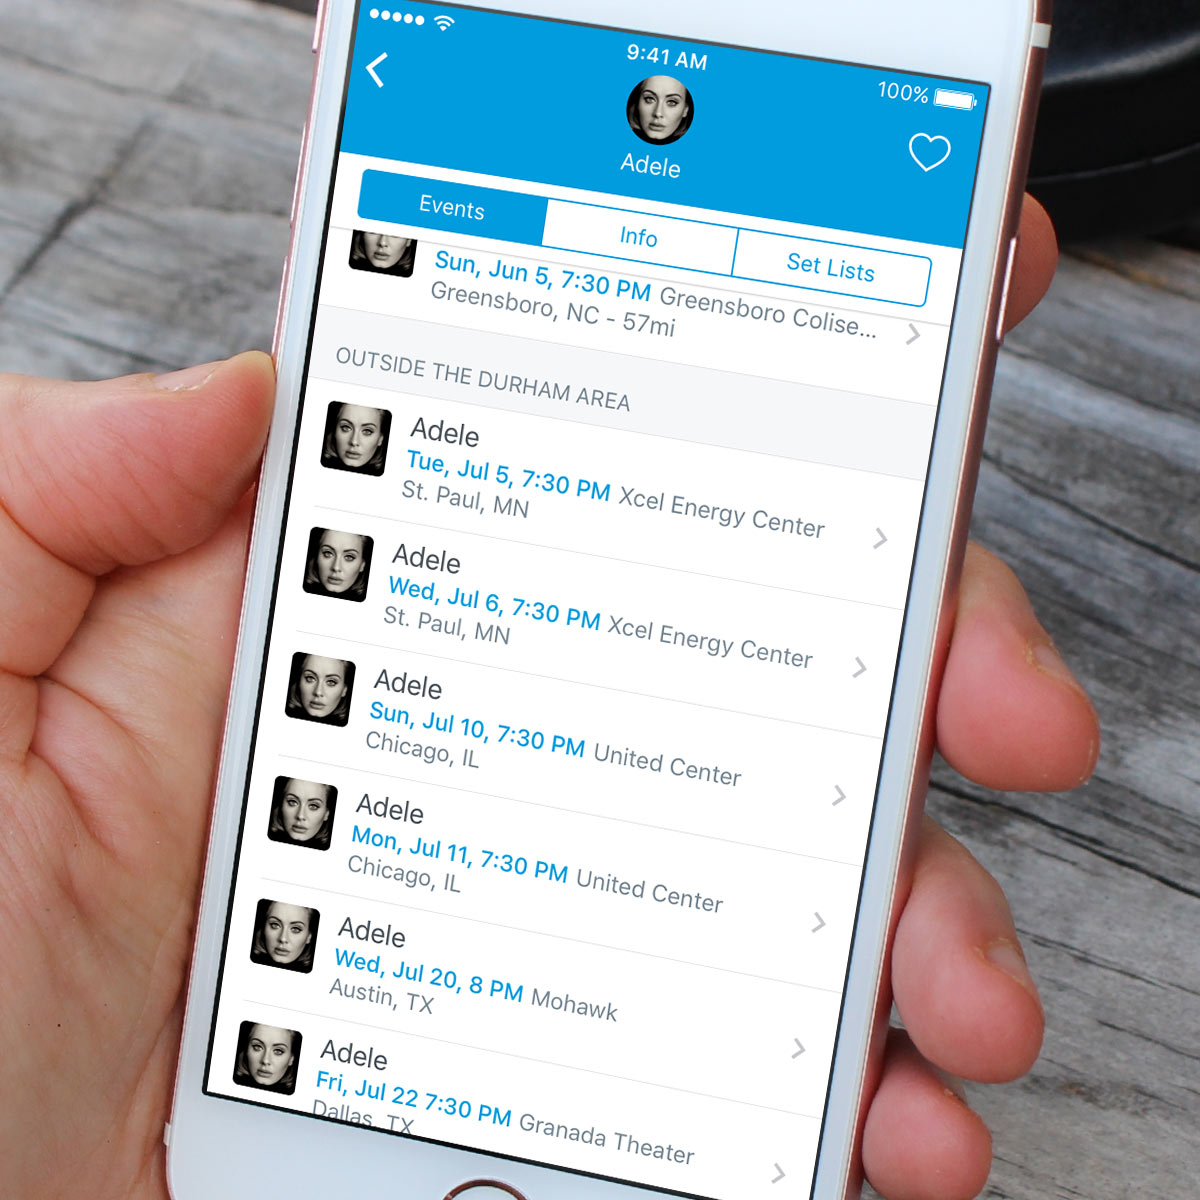 9:41 AM
100%
Adele
Events
Info
Set Lists
Sun, Jun 5, 7:30 PM Greensboro Colise...
Greensboro, NC - 57mi
OUTSIDE THE DURHAM AREA
Adele
Tue, Jul 5, 7:30 PM Xcel Energy Center
St. Paul, MN
Adele
Wed, Jul 6, 7:30 PM Xcel Energy Center
St. Paul, MN
Adele
Sun, Jul 10, 7:30 PM United Center
Chicago, IL
Adele
Mon, Jul 11, 7:30 PM United Center
Chicago, IL
Adele
Wed, Jul 20, 8 PM Mohawk
Austin, TX
Adele
Fri, Jul 22 7:30 PM Granada Theater
Dallas, TX